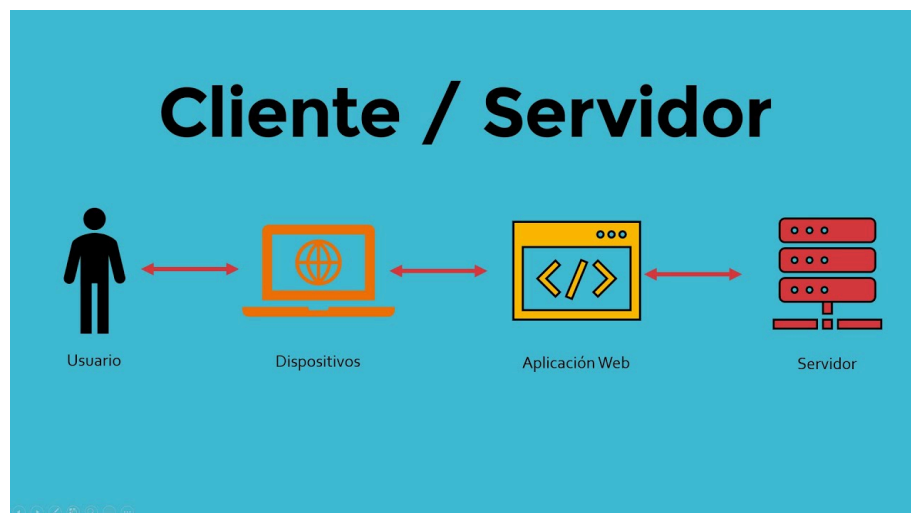 Cliente / Servidor
Usuario
Dispositivos
Aplicación Web
Servidor